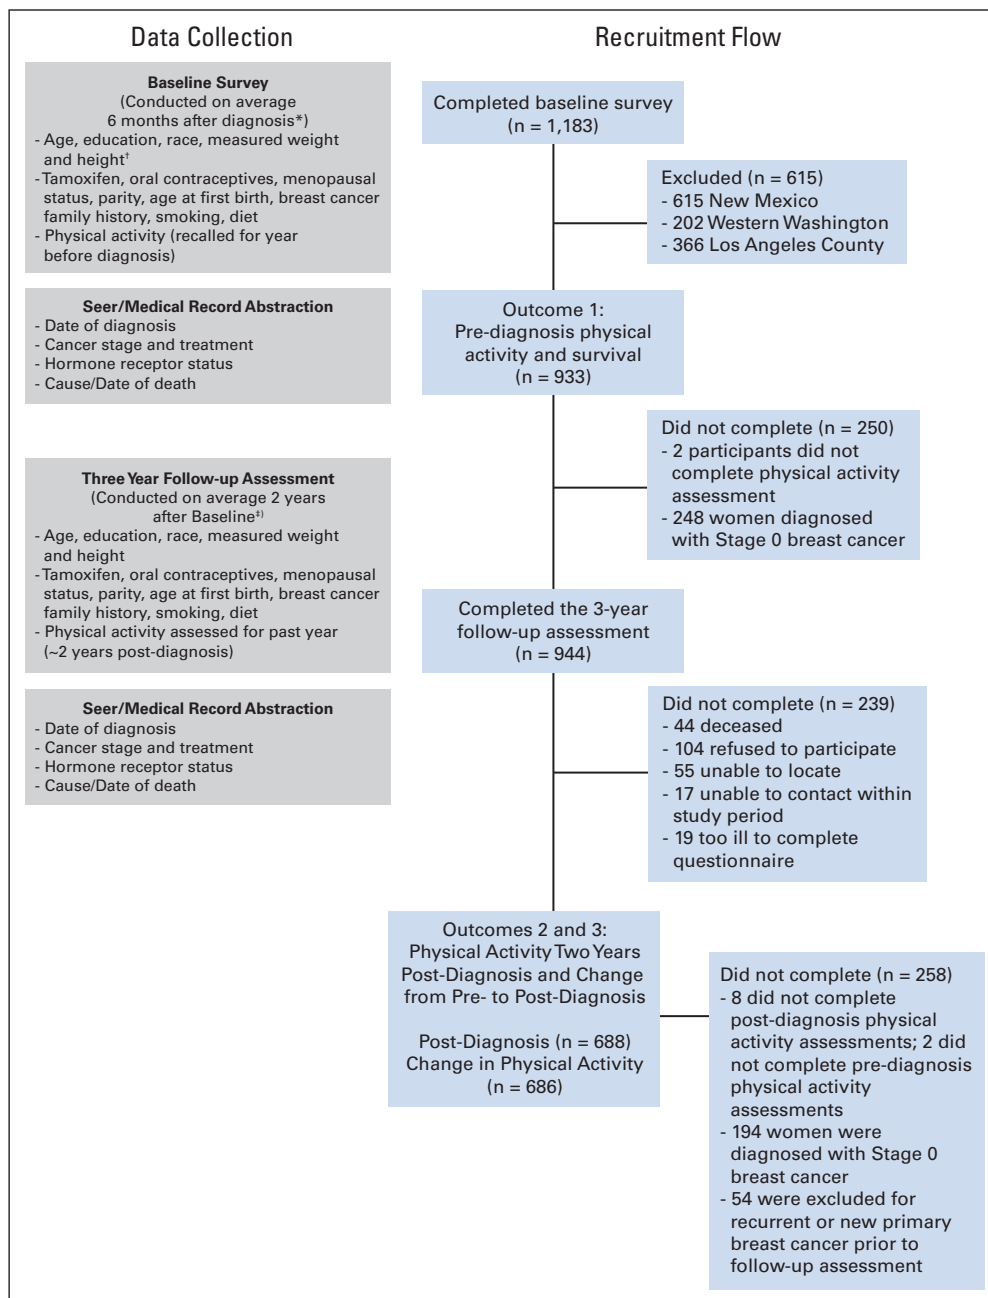 Data Collection
Baseline Survey
(Conducted on average
6 months after diagnosis*)
- Age, education, race, measured weight
and height†
- Tamoxifen, oral contraceptives, menopausal
status, parity, age at first birth, breast cancer
family history, smoking, diet
- Physical activity (recalled for year
before diagnosis)
Seer/Medical Record Abstraction
- Date of diagnosis
- Cancer stage and treatment
- Hormone receptor status
- Cause/Date of death
Three Year Follow-up Assessment
(Conducted on average 2 years
after Baseline‡)
- Age, education, race, measured weight
and height
- Tamoxifen, oral contraceptives, menopausal
status, parity, age at first birth, breast cancer
family history, smoking, diet
- Physical activity assessed for past year
(~2 years post-diagnosis)
Seer/Medical Record Abstraction
- Date of diagnosis
- Cancer stage and treatment
- Hormone receptor status
- Cause/Date of death
Recruitment Flow
Completed baseline survey
(n = 1,183)
Excluded (n = 615)
- 615 New Mexico
- 202 Western Washington
- 366 Los Angeles County
Outcome 1:
Pre-diagnosis physical
activity and survival
(n = 933)
Did not complete (n = 250)
- 2 participants did not
complete physical activity
assessment
- 248 women diagnosed
with Stage 0 breast cancer
Completed the 3-year
follow-up assessment
(n = 944)
Did not complete (n = 239)
- 44 deceased
- 104 refused to participate
- 55 unable to locate
- 17 unable to contact within
study period
- 19 too ill to complete
questionnaire
Outcomes 2 and 3:
Physical Activity Two Years
Post-Diagnosis and Change
from Pre- to Post-Diagnosis
Post-Diagnosis (n = 688)
Change in Physical Activity
(n = 686)
Did not complete (n = 258)
- 8 did not complete
post-diagnosis physical
activity assessments; 2 did
not complete pre-diagnosis
physical activity
assessments
- 194 women were
diagnosed with Stage 0
breast cancer
- 54 were excluded for
recurrent or new primary
breast cancer prior to
follow-up assessment